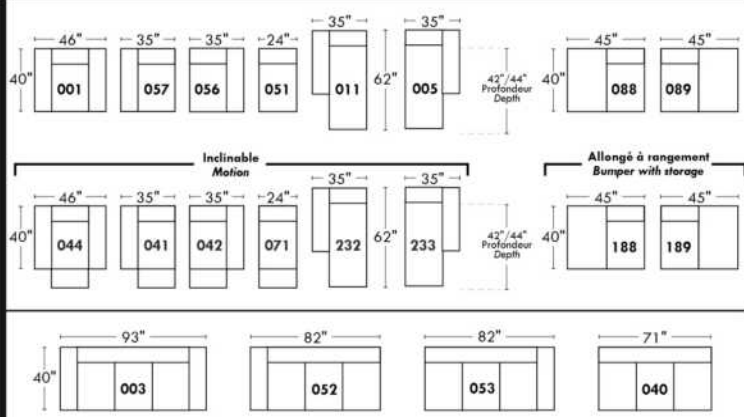 46" 35" 35" 24" 35" 35" 45" 45"
40" 001 057 056 051 011 62" 005 42"/44" Profondeur Depth 40" 088 089
Inclinable
Motion
Allongé à rangement
Bumper with storage
46" 35" 35" 24" 35" 35" 45" 45"
40" 044 041 042 071 232 62" 233 42"/44" Profondeur Depth 40" 188 189
93" 82" 82" 71"
40" 003 052 053 040